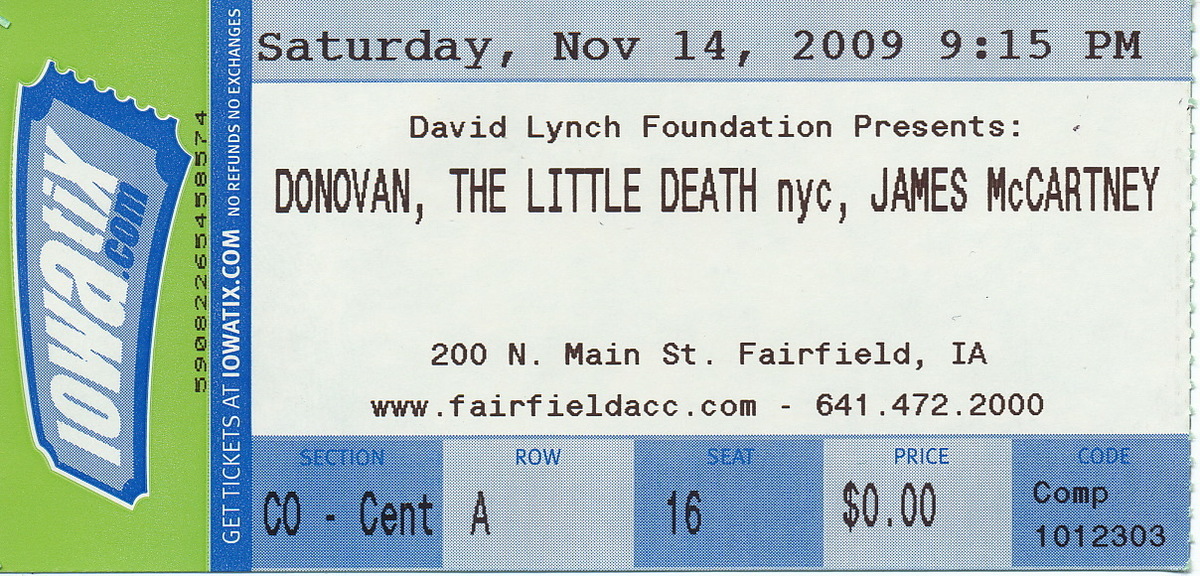 IOWAtiX
.com
5908226545​8574
GET TICKETS AT IOWATIX.COM NO REFUNDS NO EXCHANGES
Saturday, Nov 14, 2009 9:15 PM
David Lynch Foundation Presents:
DONOVAN, THE LITTLE DEATH nyc, JAMES McCARTNEY
200 N. Main St. Fairfield, IA
www.fairfieldacc.com - 641.472.2000
SECTION ROW SEAT PRICE CODE
CO - Cent A 16 $0.00 Comp
1012303